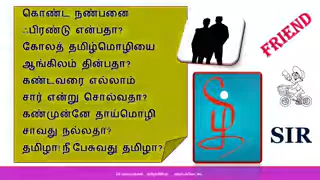 கொண்ட நண்பனை
ஃபிரண்டு என்பதா?
கோலத் தமிழ்மொழியை
ஆங்கிலம் தின்பதா?
கண்டவரை எல்லாம்
சார் என்று சொல்வதா?
கண்முன்னே தாய்மொழி
சாவது நல்லதா?
தமிழா!நீ பேசுவது தமிழா?
FRIEND
SIR